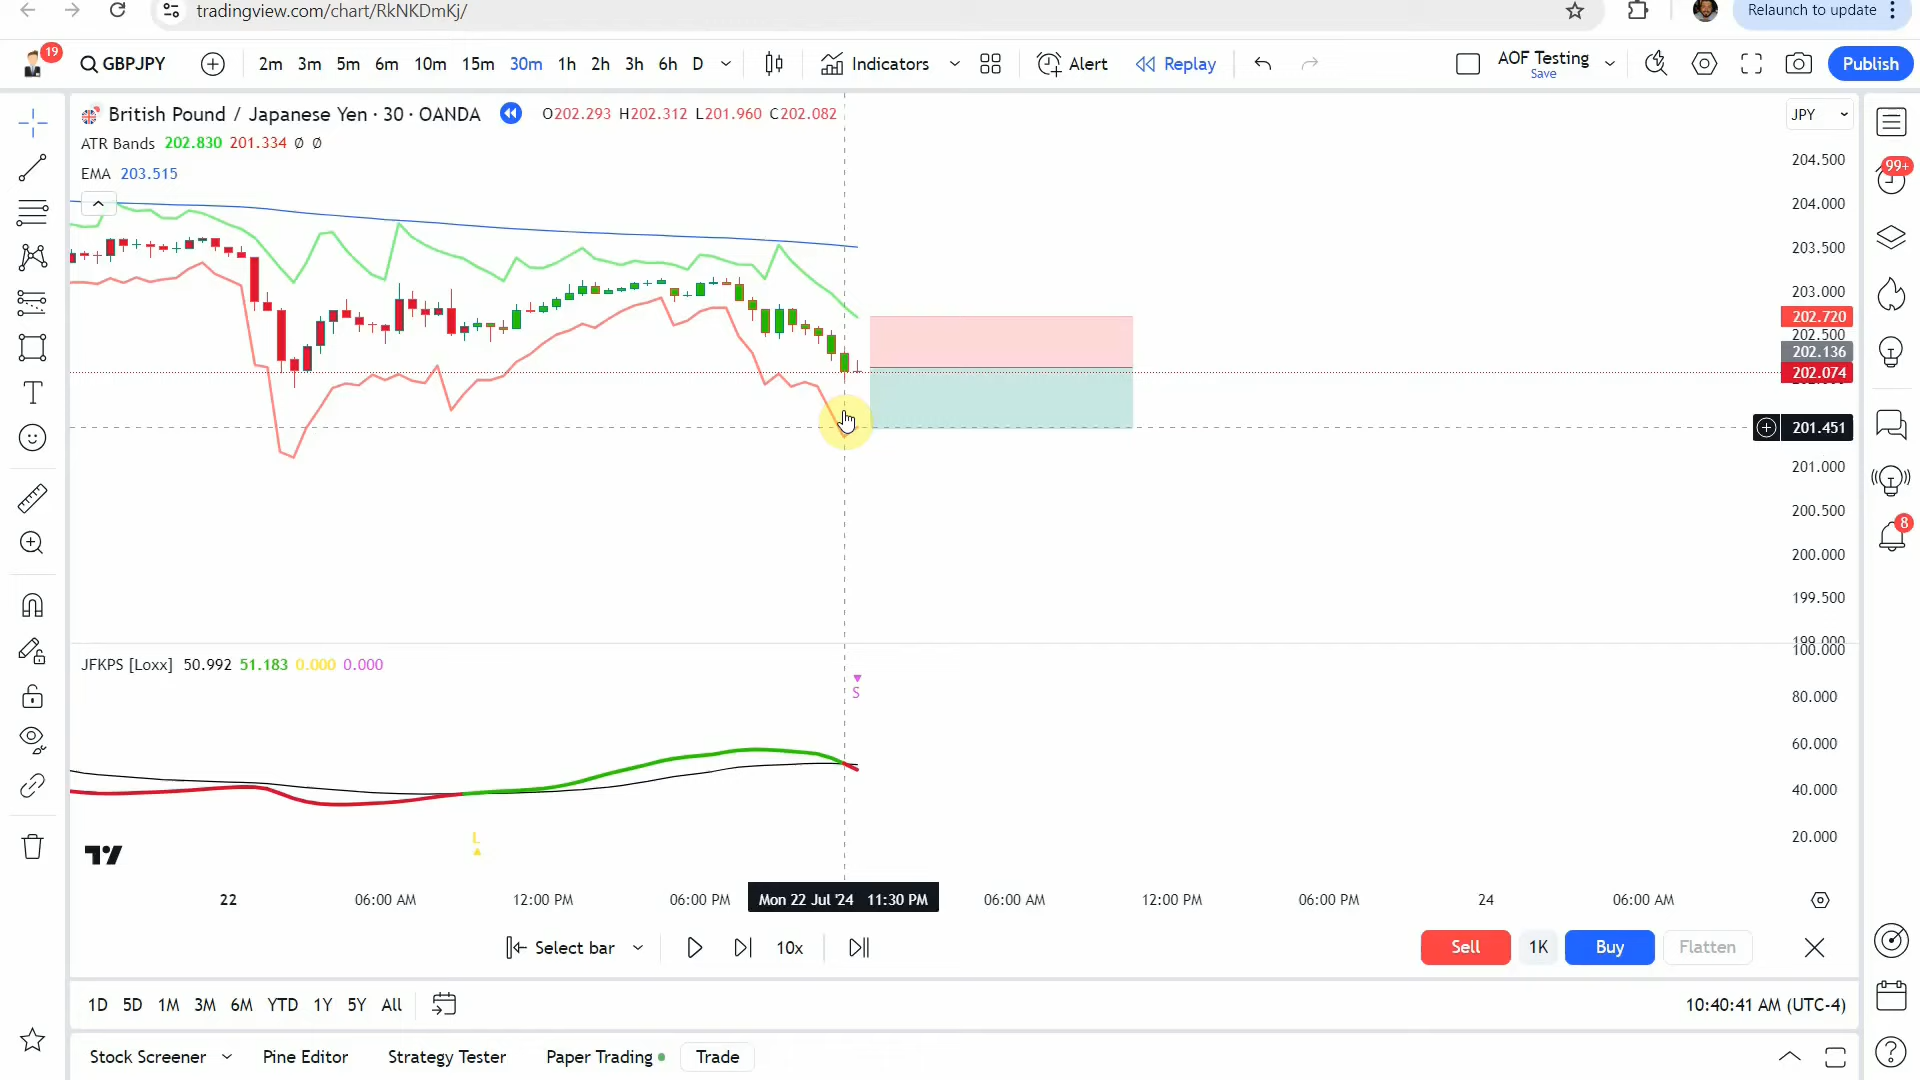 tradingview.com/chart/RkNKDmKj/
Relaunch to update
19
GBPJPY
2m 3m 5m 6m 10m 15m 30m 1h 2h 3h 6h D
Indicators
Alert
Replay
AOF Testing
Save
Publish
British Pound / Japanese Yen · 30 · OANDA
O202.293 H202.312 L201.960 C202.082
JPY
ATR Bands 202.830 201.334 Ø Ø
EMA 203.515
204.500
204.000
203.500
203.000
202.720
202.500
202.136
202.074
201.451
201.000
200.500
200.000
199.500
199.000
99+
8
JFKPS [Loxx] 50.992 51.183 0.000 0.000
100.000
80.000
60.000
40.000
20.000
S
L
22
06:00 AM
12:00 PM
06:00 PM
Mon 22 Jul '24 11:30 PM
06:00 AM
12:00 PM
06:00 PM
24
06:00 AM
Select bar
10x
Sell
1K
Buy
Flatten
1D 5D 1M 3M 6M YTD 1Y 5Y All
10:40:41 AM (UTC-4)
Stock Screener
Pine Editor
Strategy Tester
Paper Trading
Trade